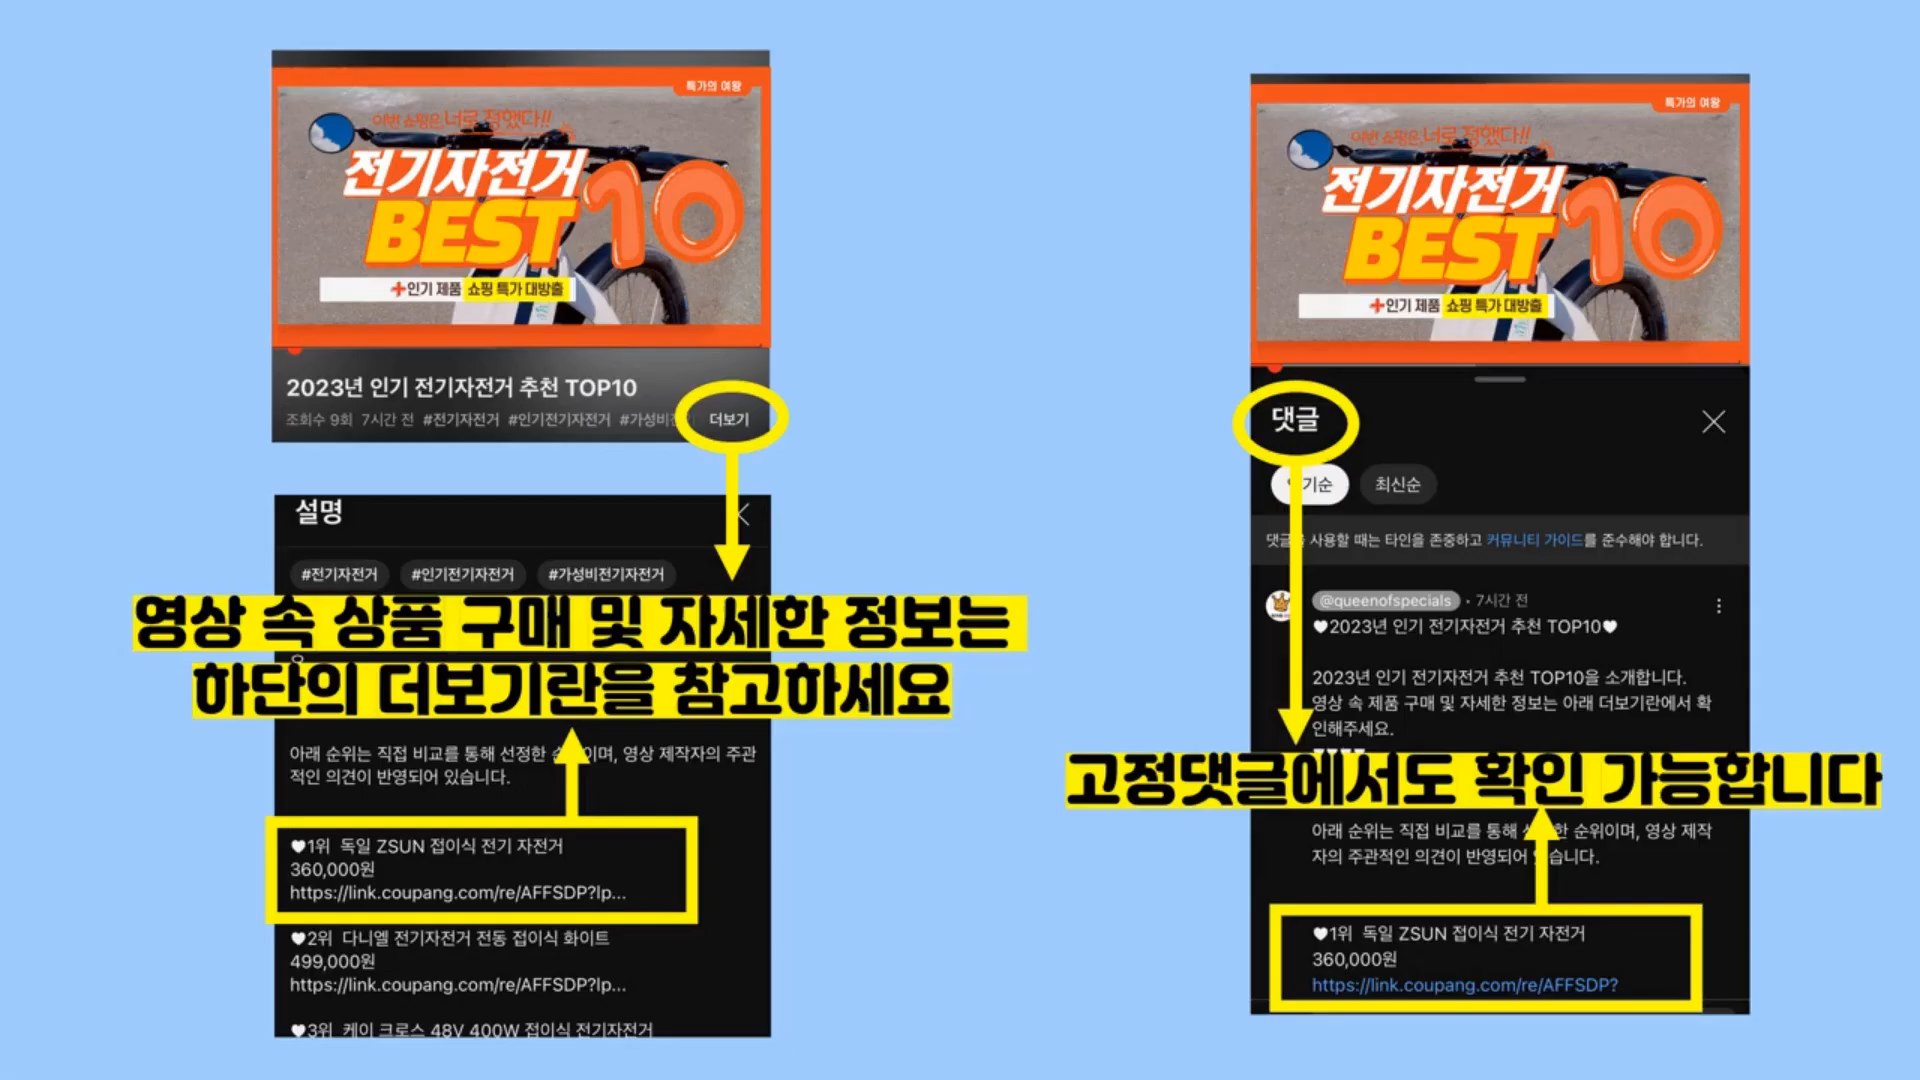 특가의 여왕
이번 쇼핑은 너로 정했다!!
전기자전거
BEST 10
+인기 제품 쇼핑 특가 대방출
2023년 인기 전기자전거 추천 TOP10
조회수 9회 7시간 전 #전기자전거 #인기전기자전거 #가성비전 더보기
설명
#전기자전거 #인기전기자전거 #가성비전기자전거
영상 속 상품 구매 및 자세한 정보는
하단의 더보기란을 참고하세요
아래 순위는 직접 비교를 통해 선정한 순위이며, 영상 제작자의 주관
적인 의견이 반영되어 있습니다.
♥1위 독일 ZSUN 접이식 전기 자전거
360,000원
https://link.coupang.com/re/AFFSDP?lp...
♥2위 다니엘 전기자전거 전동 접이식 화이트
499,000원
https://link.coupang.com/re/AFFSDP?lp...
♥3위 케이 크로스 48V 400W 접이식 전기자전거
특가의 여왕
이번 쇼핑은 너로 정했다!!
전기자전거
BEST 10
+인기 제품 쇼핑 특가 대방출
댓글
인기순 최신순
댓글을 사용할 때는 타인을 존중하고 커뮤니티 가이드를 준수해야 합니다.
@queenofspecials · 7시간 전
♥2023년 인기 전기자전거 추천 TOP10♥
2023년 인기 전기자전거 추천 TOP10을 소개합니다.
영상 속 제품 구매 및 자세한 정보는 아래 더보기란에서 확
인해주세요.
고정댓글에서도 확인 가능합니다
아래 순위는 직접 비교를 통해 선정한 순위이며, 영상 제작
자의 주관적인 의견이 반영되어 있습니다.
♥1위 독일 ZSUN 접이식 전기 자전거
360,000원
https://link.coupang.com/re/AFFSDP?